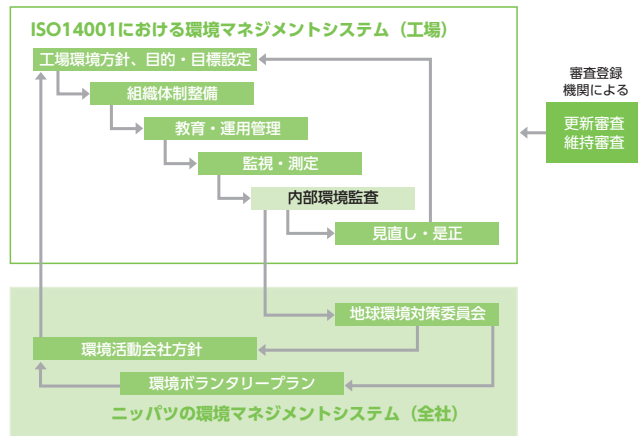 ISO14001における環境マネジメントシステム（工場）
工場環境方針、目的・目標設定
組織体制整備
教育・運用管理
監視・測定
内部環境監査
見直し・是正
審査登録
機関による
更新審査
維持審査
地球環境対策委員会
環境活動会社方針
環境ボランタリープラン
ニッパツの環境マネジメントシステム（全社）